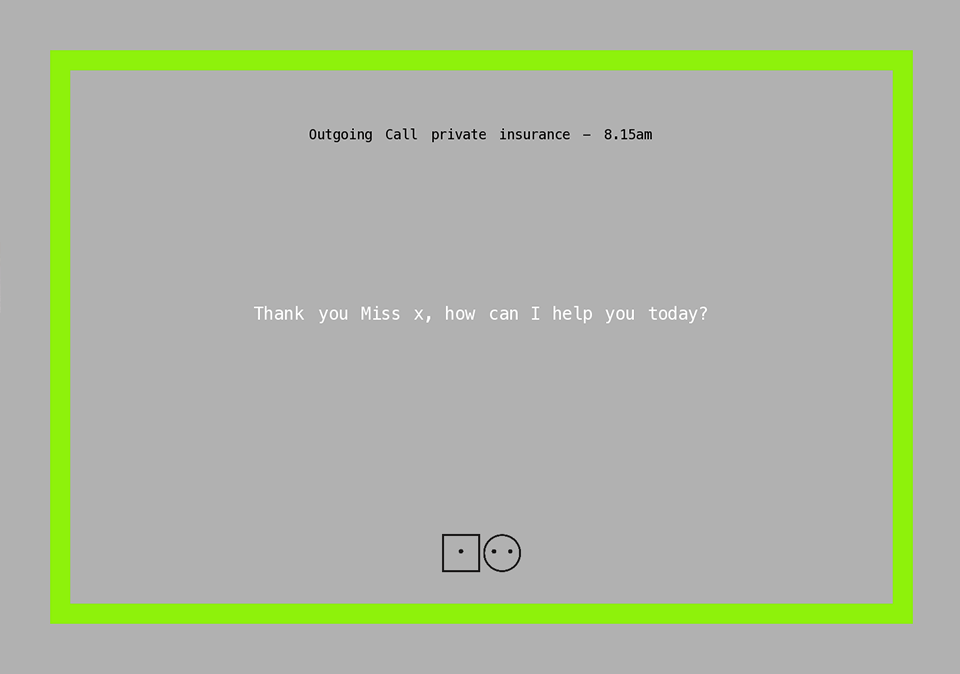 Outgoing Call private insurance – 8.15am
Thank you Miss x, how can I help you today?